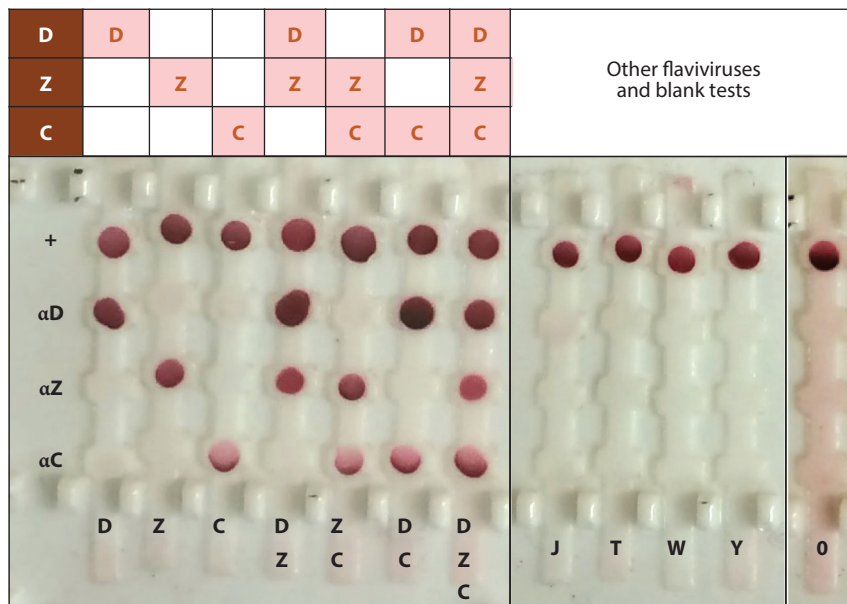 D D D D D
Z Z Z Z Z
C C C C C
Other flaviviruses
and blank tests
+
αD
αZ
αC
D Z C D Z D D
Z C C Z
C
J T W Y 0